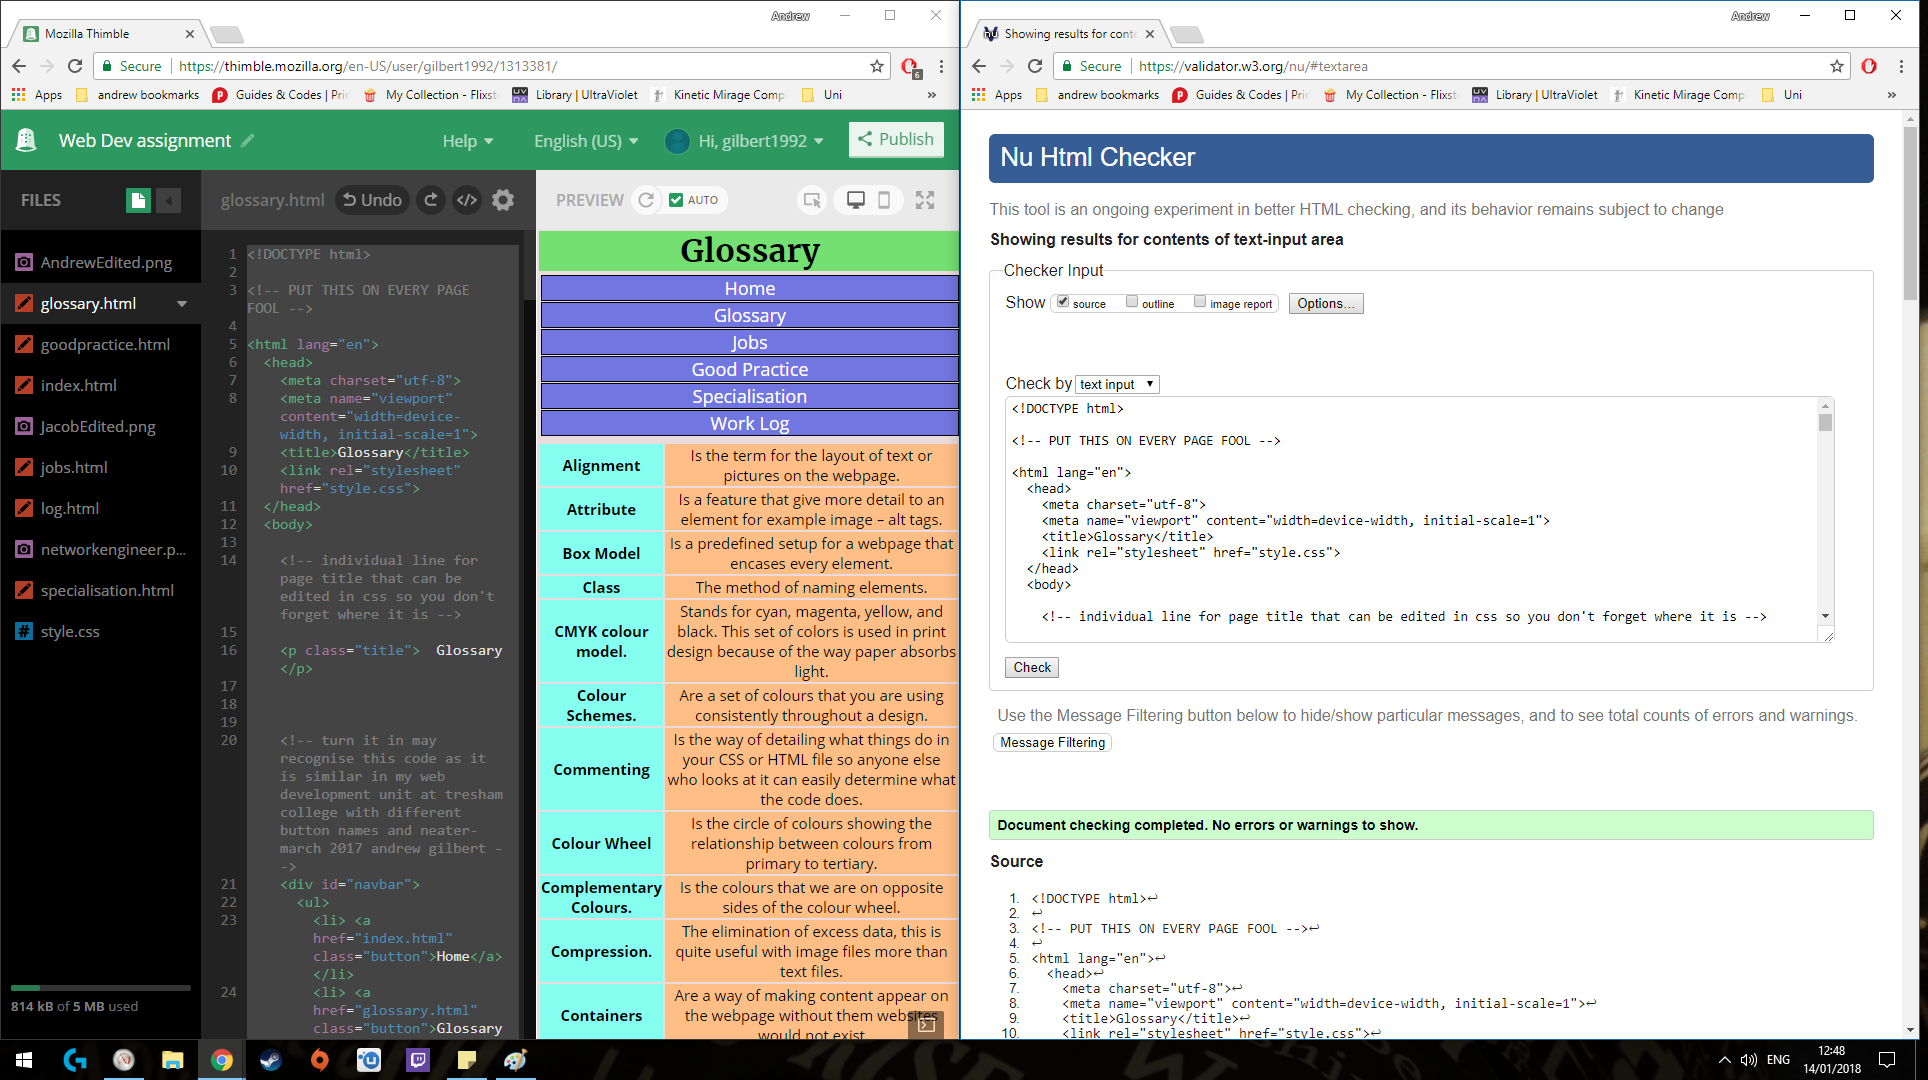 Andrew
Mozilla Thimble
Secure https://thimble.mozilla.org/en-US/user/gilbert1992/1313381/
6
Apps andrew bookmarks Guides & Codes | Pri My Collection - Flixst Library | UltraViolet Kinetic Mirage Comp Uni »
Web Dev assignment
Help
English (US)
Hi, gilbert1992
Publish
FILES
AndrewEdited.png
glossary.html
goodpractice.html
index.html
JacobEdited.png
jobs.html
log.html
networkengineer.p...
specialisation.html
style.css
814 kB of 5 MB used
glossary.html
Undo
1 <!DOCTYPE html>
2
3 <!-- PUT THIS ON EVERY PAGE
FOOL -->
4
5 <html lang="en">
6 <head>
7 <meta charset="utf-8">
8 <meta name="viewport"
content="width=device-
width, initial-scale=1">
9 <title>Glossary</title>
10 <link rel="stylesheet"
href="style.css">
11 </head>
12 <body>
13
14 <!-- individual line for
page title that can be
edited in css so you don't
forget where it is -->
15
16 <p class="title">  Glossary
</p>
17
18
19
20 <!-- turn it in may
recognise this code as it
is similar in my web
development unit at tresham
college with different
button names and neater-
march 2017 andrew gilbert -
->
21 <div id="navbar">
22 <ul>
23 <li> <a
href="index.html"
class="button">Home</a>
</li>
24 <li> <a
href="glossary.html"
class="button">Glossary
PREVIEW
AUTO
Glossary
Home
Glossary
Jobs
Good Practice
Specialisation
Work Log
Alignment Is the term for the layout of text or
pictures on the webpage.
Attribute Is a feature that give more detail to an
element for example image – alt tags.
Box Model Is a predefined setup for a webpage that
encases every element.
Class The method of naming elements.
CMYK colour
model.
Stands for cyan, magenta, yellow, and
black. This set of colors is used in print
design because of the way paper absorbs
light.
Colour
Schemes.
Are a set of colours that you are using
consistently throughout a design.
Commenting
Is the way of detailing what things do in
your CSS or HTML file so anyone else
who looks at it can easily determine what
the code does.
Colour Wheel
Is the circle of colours showing the
relationship between colours from
primary to tertiary.
Complementary
Colours.
Is the colours that we are on opposite
sides of the colour wheel.
Compression.
The elimination of excess data, this is
quite useful with image files more than
text files.
Containers
Are a way of making content appear on
the webpage without them websites
would not exist
Andrew
Showing results for conte
Secure https://validator.w3.org/nu/#textarea
Apps andrew bookmarks Guides & Codes | Pri My Collection - Flixst Library | UltraViolet Kinetic Mirage Comp Uni »
Nu Html Checker
This tool is an ongoing experiment in better HTML checking, and its behavior remains subject to change
Showing results for contents of text-input area
Checker Input
Show source outline image report Options...
Check by text input
<!DOCTYPE html>
<!-- PUT THIS ON EVERY PAGE FOOL -->
<html lang="en">
<head>
<meta charset="utf-8">
<meta name="viewport" content="width=device-width, initial-scale=1">
<title>Glossary</title>
<link rel="stylesheet" href="style.css">
</head>
<body>
<!-- individual line for page title that can be edited in css so you don't forget where it is -->
Check
Use the Message Filtering button below to hide/show particular messages, and to see total counts of errors and warnings.
Message Filtering
Document checking completed. No errors or warnings to show.
Source
1. <!DOCTYPE html>↩
2. ↩
3. <!-- PUT THIS ON EVERY PAGE FOOL -->↩
4. ↩
5. <html lang="en">↩
6. <head>↩
7. <meta charset="utf-8">↩
8. <meta name="viewport" content="width=device-width, initial-scale=1">↩
9. <title>Glossary</title>↩
10. <link rel="stylesheet" href="style.css">↩
ENG
12:48
14/01/2018